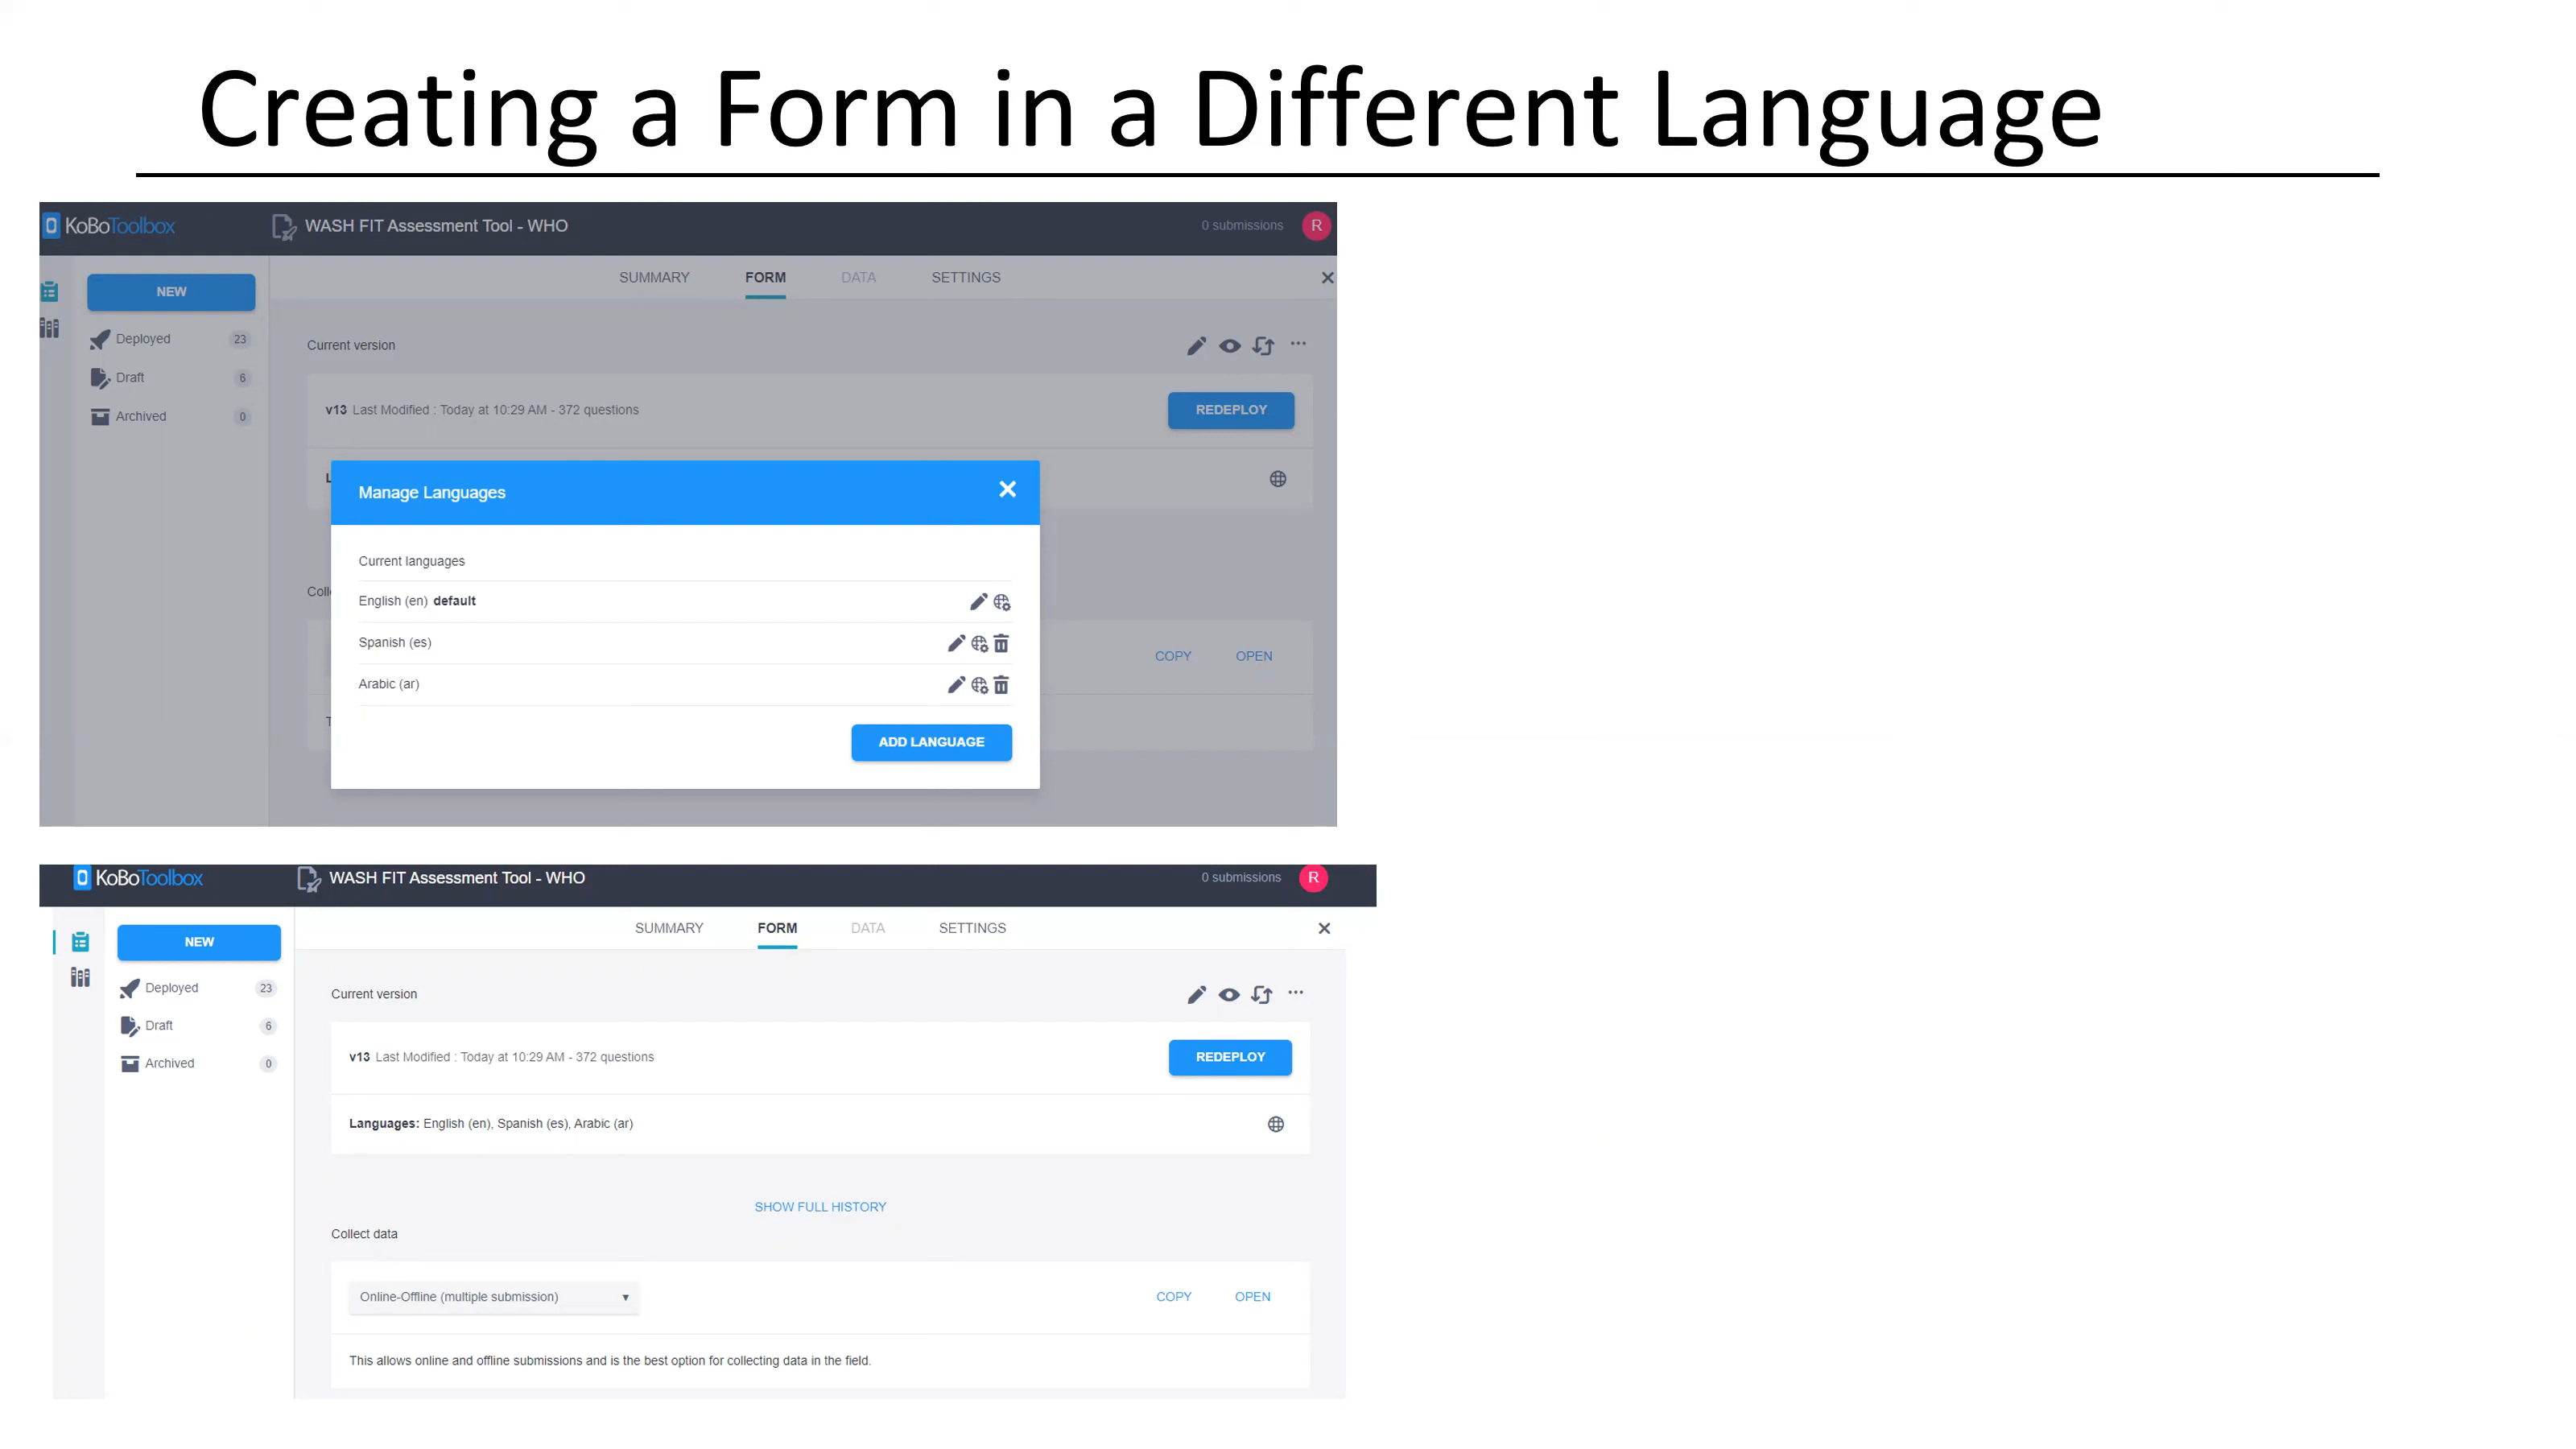 Creating a Form in a Different Language
KoBoToolbox
WASH FIT Assessment Tool - WHO
0 submissions
R
NEW
SUMMARY
FORM
DATA
SETTINGS
Deployed 23
Draft 6
Archived 0
Current version
v13 Last Modified : Today at 10:29 AM - 372 questions
REDEPLOY
Manage Languages
Current languages
English (en) default
Spanish (es)
Arabic (ar)
COPY
OPEN
ADD LANGUAGE
KoBoToolbox
WASH FIT Assessment Tool - WHO
0 submissions
R
NEW
SUMMARY
FORM
DATA
SETTINGS
Deployed 23
Draft 6
Archived 0
Current version
v13 Last Modified : Today at 10:29 AM - 372 questions
REDEPLOY
Languages: English (en), Spanish (es), Arabic (ar)
SHOW FULL HISTORY
Collect data
Online-Offline (multiple submission)
COPY
OPEN
This allows online and offline submissions and is the best option for collecting data in the field.